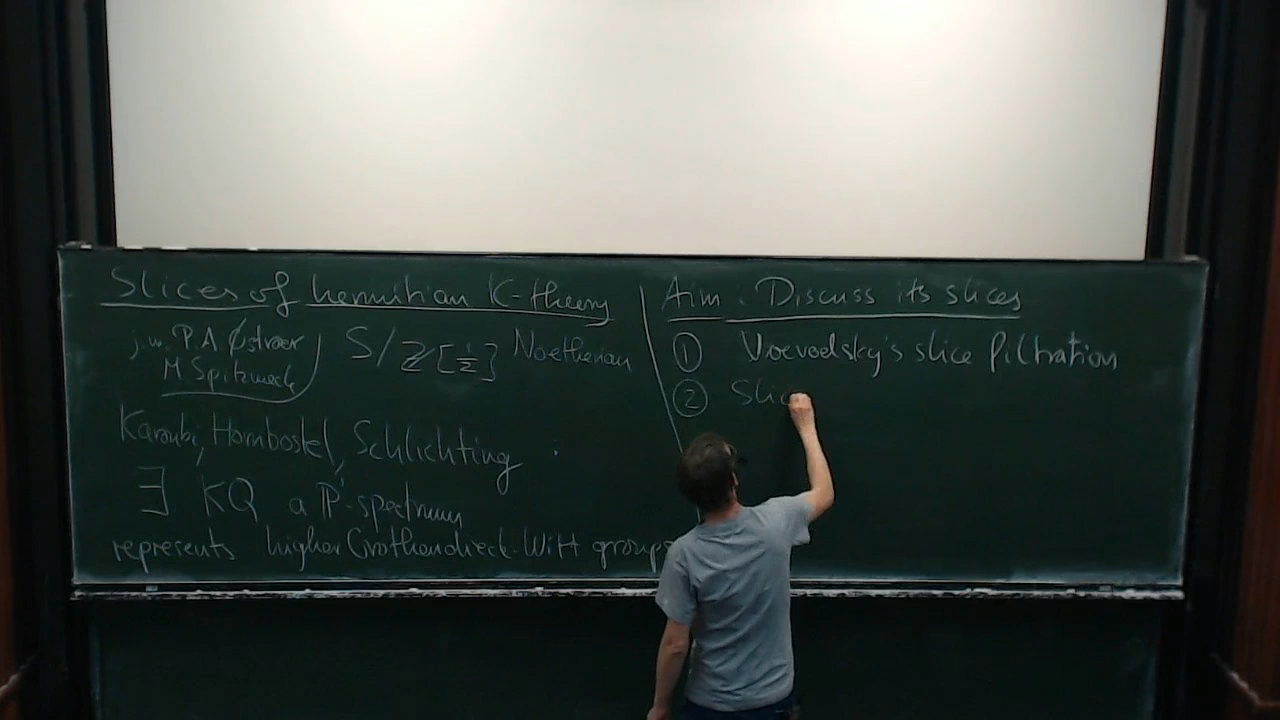 Slices of hermitian K-theory
j.w. P.A. Østvær
M Spitzweck
S/ℤ[1/2] Noetherian
Karoubi, Hornbostel, Schlichting :
∃ KQ a ℙ¹-spectrum
represents higher Grothendieck-Witt groups
Aim : Discuss its slices
① Voevodsky's slice filtration
② Slic